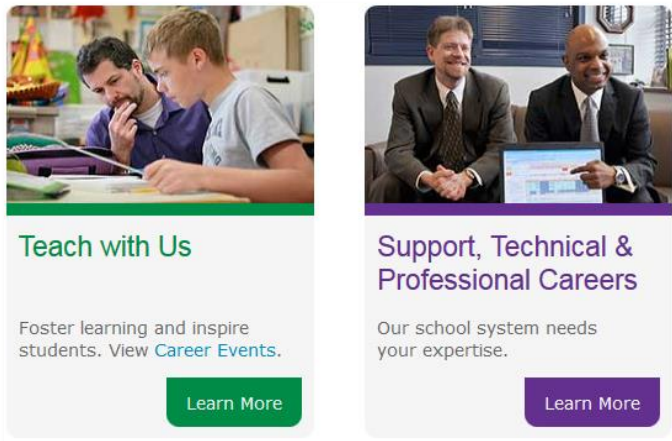 Teach with Us
Foster learning and inspire
students. View Career Events.
Learn More
Support, Technical &
Professional Careers
Our school system needs
your expertise.
Learn More